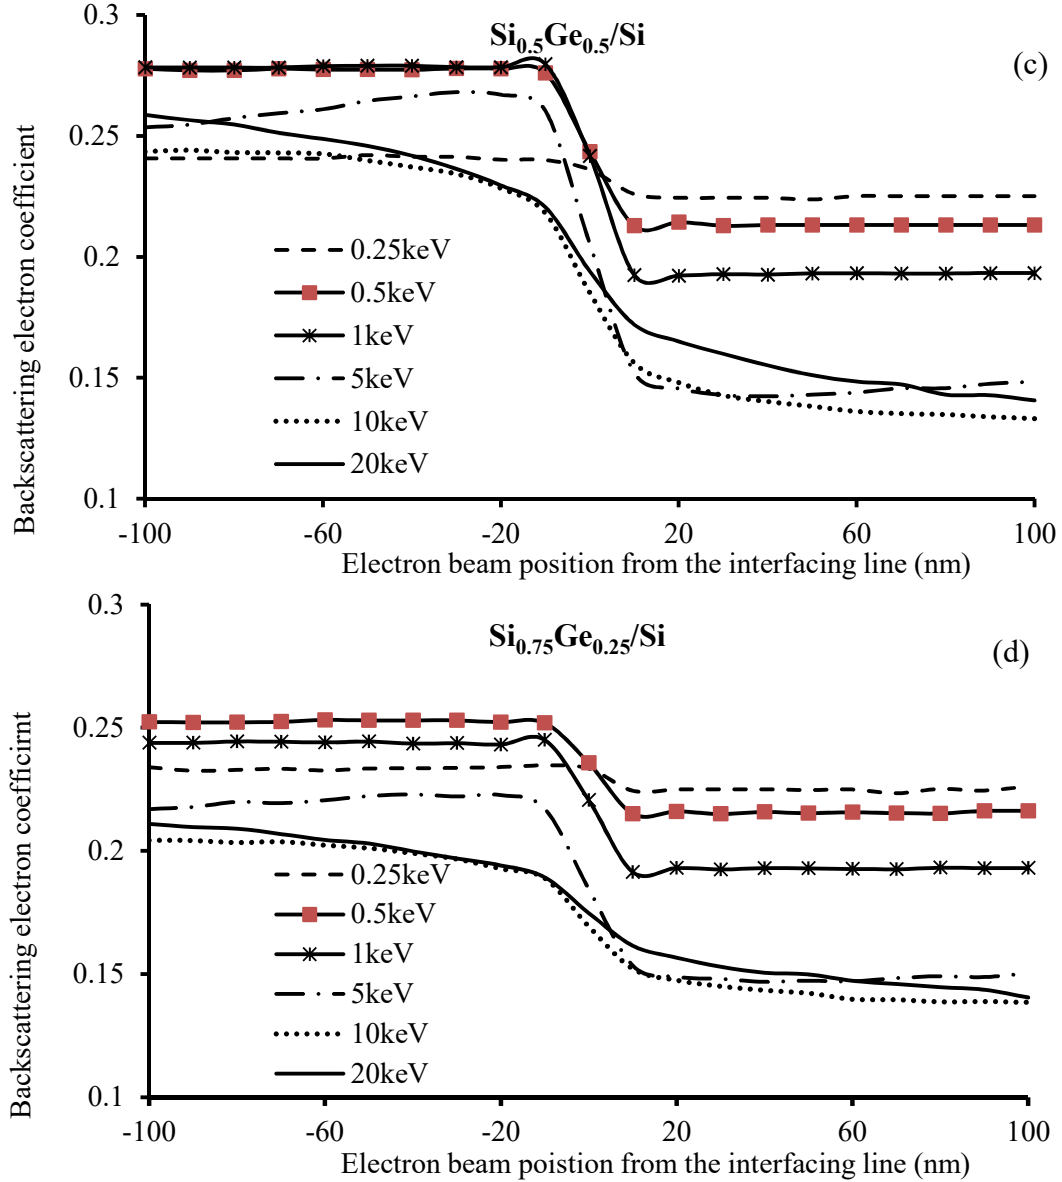 0.3
Si0.5Ge0.5/Si
(c)
0.25
0.2
0.15
0.1
Backscattering electron coefficient
0.25keV
0.5keV
1keV
5keV
10keV
20keV
-100 -60 -20 20 60 100
Electron beam position from the interfacing line (nm)
0.3
Si0.75Ge0.25/Si
(d)
0.25
0.2
0.15
0.1
Backscattering electron coefficirnt
0.25keV
0.5keV
1keV
5keV
10keV
20keV
-100 -60 -20 20 60 100
Electron beam poistion from the interfacing line (nm)